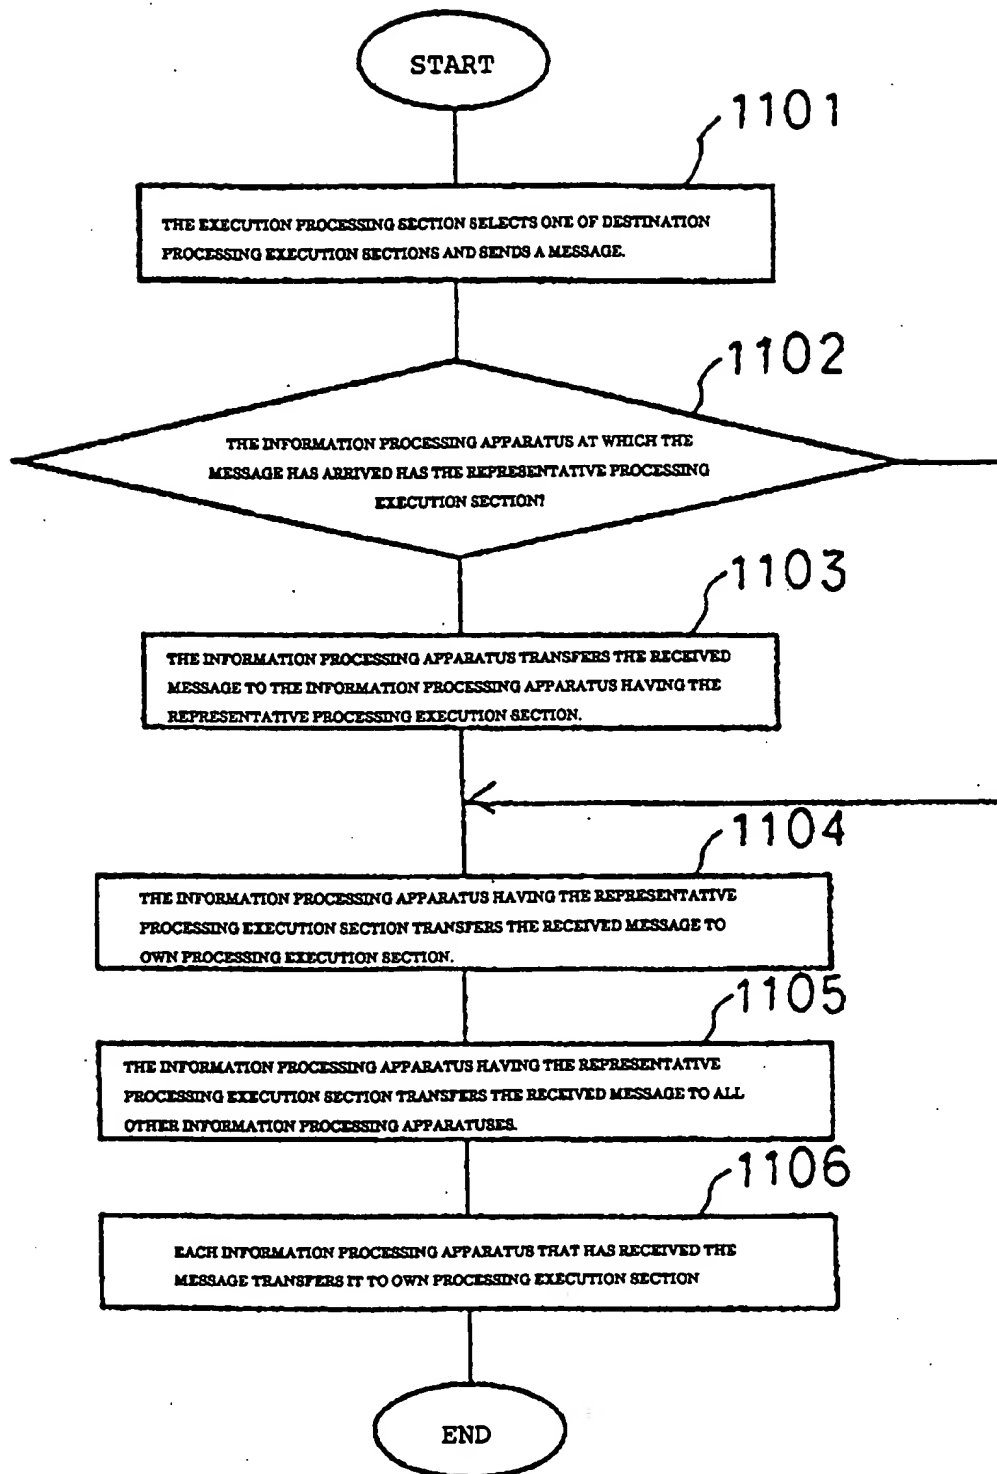 START
1101
THE EXECUTION PROCESSING SECTION SELECTS ONE OF DESTINATION
PROCESSING EXECUTION SECTIONS AND SENDS A MESSAGE.
1102
THE INFORMATION PROCESSING APPARATUS AT WHICH THE
MESSAGE HAS ARRIVED HAS THE REPRESENTATIVE PROCESSING
EXECUTION SECTION?
1103
THE INFORMATION PROCESSING APPARATUS TRANSFERS THE RECEIVED
MESSAGE TO THE INFORMATION PROCESSING APPARATUS HAVING THE
REPRESENTATIVE PROCESSING EXECUTION SECTION.
1104
THE INFORMATION PROCESSING APPARATUS HAVING THE REPRESENTATIVE
PROCESSING EXECUTION SECTION TRANSFERS THE RECEIVED MESSAGE TO
OWN PROCESSING EXECUTION SECTION.
1105
THE INFORMATION PROCESSING APPARATUS HAVING THE REPRESENTATIVE
PROCESSING EXECUTION SECTION TRANSFERS THE RECEIVED MESSAGE TO ALL
OTHER INFORMATION PROCESSING APPARATUSES.
1106
EACH INFORMATION PROCESSING APPARATUS THAT HAS RECEIVED THE
MESSAGE TRANSFERS IT TO OWN PROCESSING EXECUTION SECTION
END